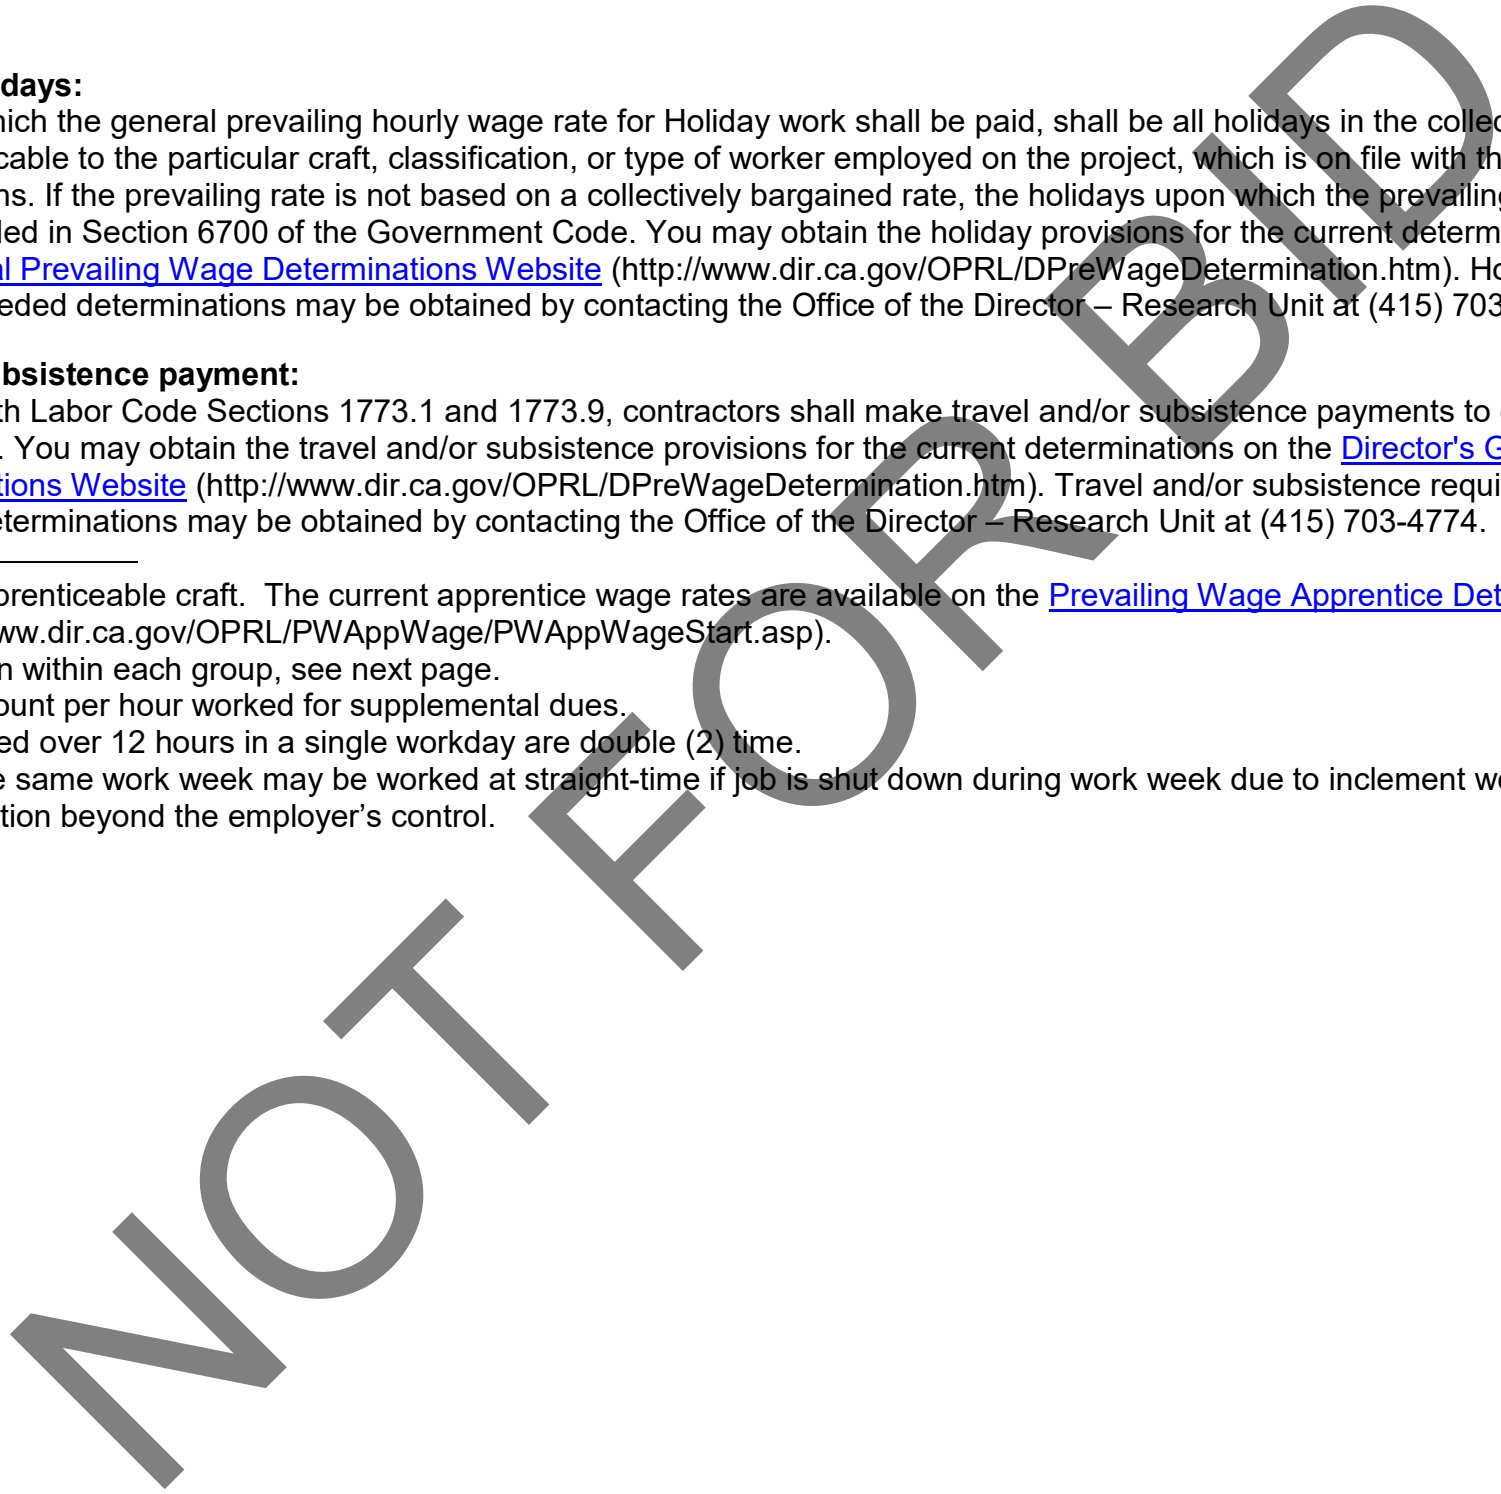 days:
hich the general prevailing hourly wage rate for Holiday work shall be paid, shall be all holidays in the collec
cable to the particular craft, classification, or type of worker employed on the project, which is on file with th
ns. If the prevailing rate is not based on a collectively bargained rate, the holidays upon which the prevailing
led in Section 6700 of the Government Code. You may obtain the holiday provisions for the current determ
al Prevailing Wage Determinations Website (http://www.dir.ca.gov/OPRL/DPreWageDetermination.htm). Ho
eded determinations may be obtained by contacting the Office of the Director – Research Unit at (415) 703
bsistence payment:
th Labor Code Sections 1773.1 and 1773.9, contractors shall make travel and/or subsistence payments to
. You may obtain the travel and/or subsistence provisions for the current determinations on the Director's G
tions Website (http://www.dir.ca.gov/OPRL/DPreWageDetermination.htm). Travel and/or subsistence requi
eterminations may be obtained by contacting the Office of the Director – Research Unit at (415) 703-4774.
prenticeable craft.  The current apprentice wage rates are available on the Prevailing Wage Apprentice Det
ww.dir.ca.gov/OPRL/PWAppWage/PWAppWageStart.asp).
n within each group, see next page.
ount per hour worked for supplemental dues.
ed over 12 hours in a single workday are double (2) time.
e same work week may be worked at straight-time if job is shut down during work week due to inclement we
tion beyond the employer’s control.
NOT FOR BID